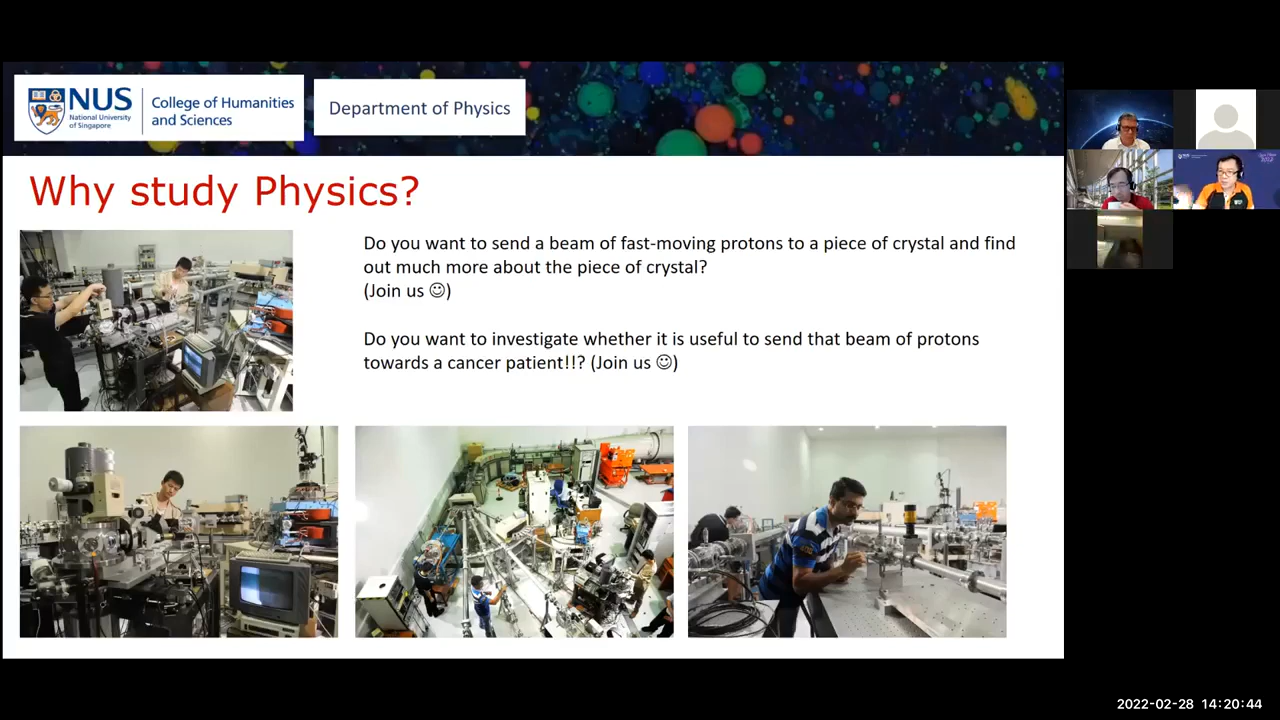 NUS
National University
of Singapore
College of Humanities
and Sciences
Department of Physics
Why study Physics?
Do you want to send a beam of fast-moving protons to a piece of crystal and find
out much more about the piece of crystal?
(Join us ☺)
Do you want to investigate whether it is useful to send that beam of protons
towards a cancer patient!!? (Join us ☺)
NUS
2022
2022-02-28 14:20:44